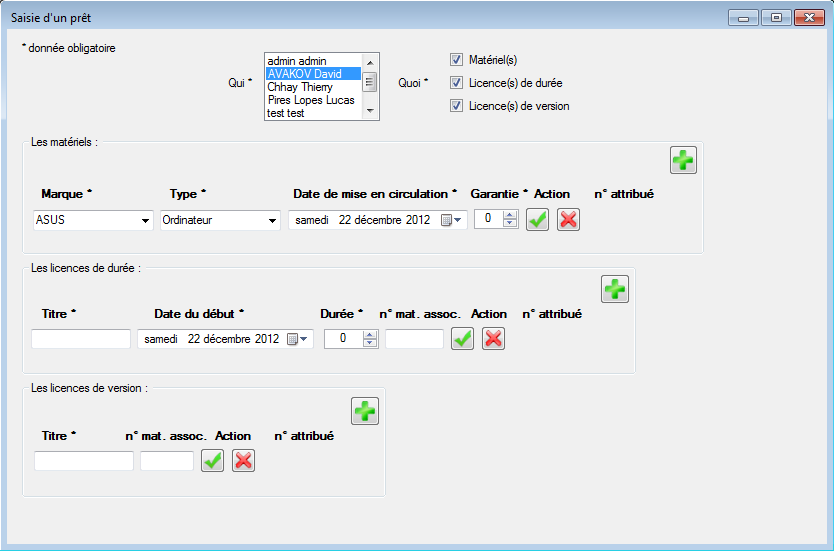 Saisie d'un prêt
* donnée obligatoire
Qui *
admin admin
AVAKOV David
Chhay Thierry
Pires Lopes Lucas
test test
Quoi *
Matériel(s)
Licence(s) de durée
Licence(s) de version
Les matériels :
Marque * Type * Date de mise en circulation * Garantie * Action n° attribué
ASUS Ordinateur samedi 22 décembre 2012 0
Les licences de durée :
Titre * Date du début * Durée * n° mat. assoc. Action n° attribué
samedi 22 décembre 2012 0
Les licences de version :
Titre * n° mat. assoc. Action n° attribué